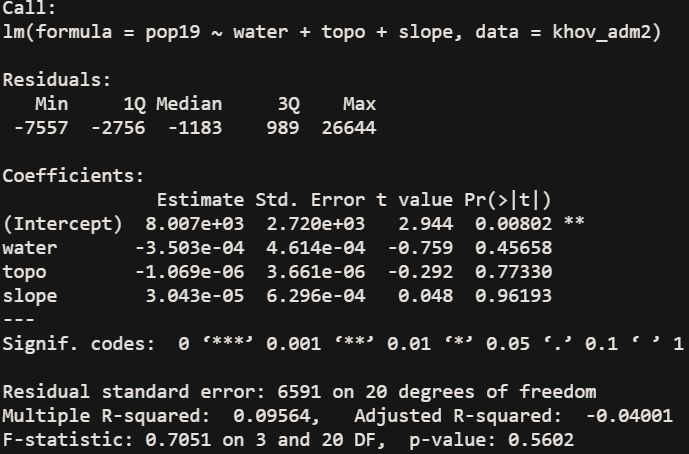 Call:
lm(formula = pop19 ~ water + topo + slope, data = khov_adm2)

Residuals:
   Min     1Q Median     3Q    Max
 -7557  -2756  -1183    989  26644

Coefficients:
              Estimate Std. Error t value Pr(>|t|)
(Intercept)  8.007e+03  2.720e+03   2.944  0.00802 **
water       -3.503e-04  4.614e-04  -0.759  0.45658
topo        -1.069e-06  3.661e-06  -0.292  0.77330
slope        3.043e-05  6.296e-04   0.048  0.96193
---
Signif. codes:  0 ‘***’ 0.001 ‘**’ 0.01 ‘*’ 0.05 ‘.’ 0.1 ‘ ’ 1

Residual standard error: 6591 on 20 degrees of freedom
Multiple R-squared:  0.09564,	Adjusted R-squared:  -0.04001
F-statistic: 0.7051 on 3 and 20 DF,  p-value: 0.5602